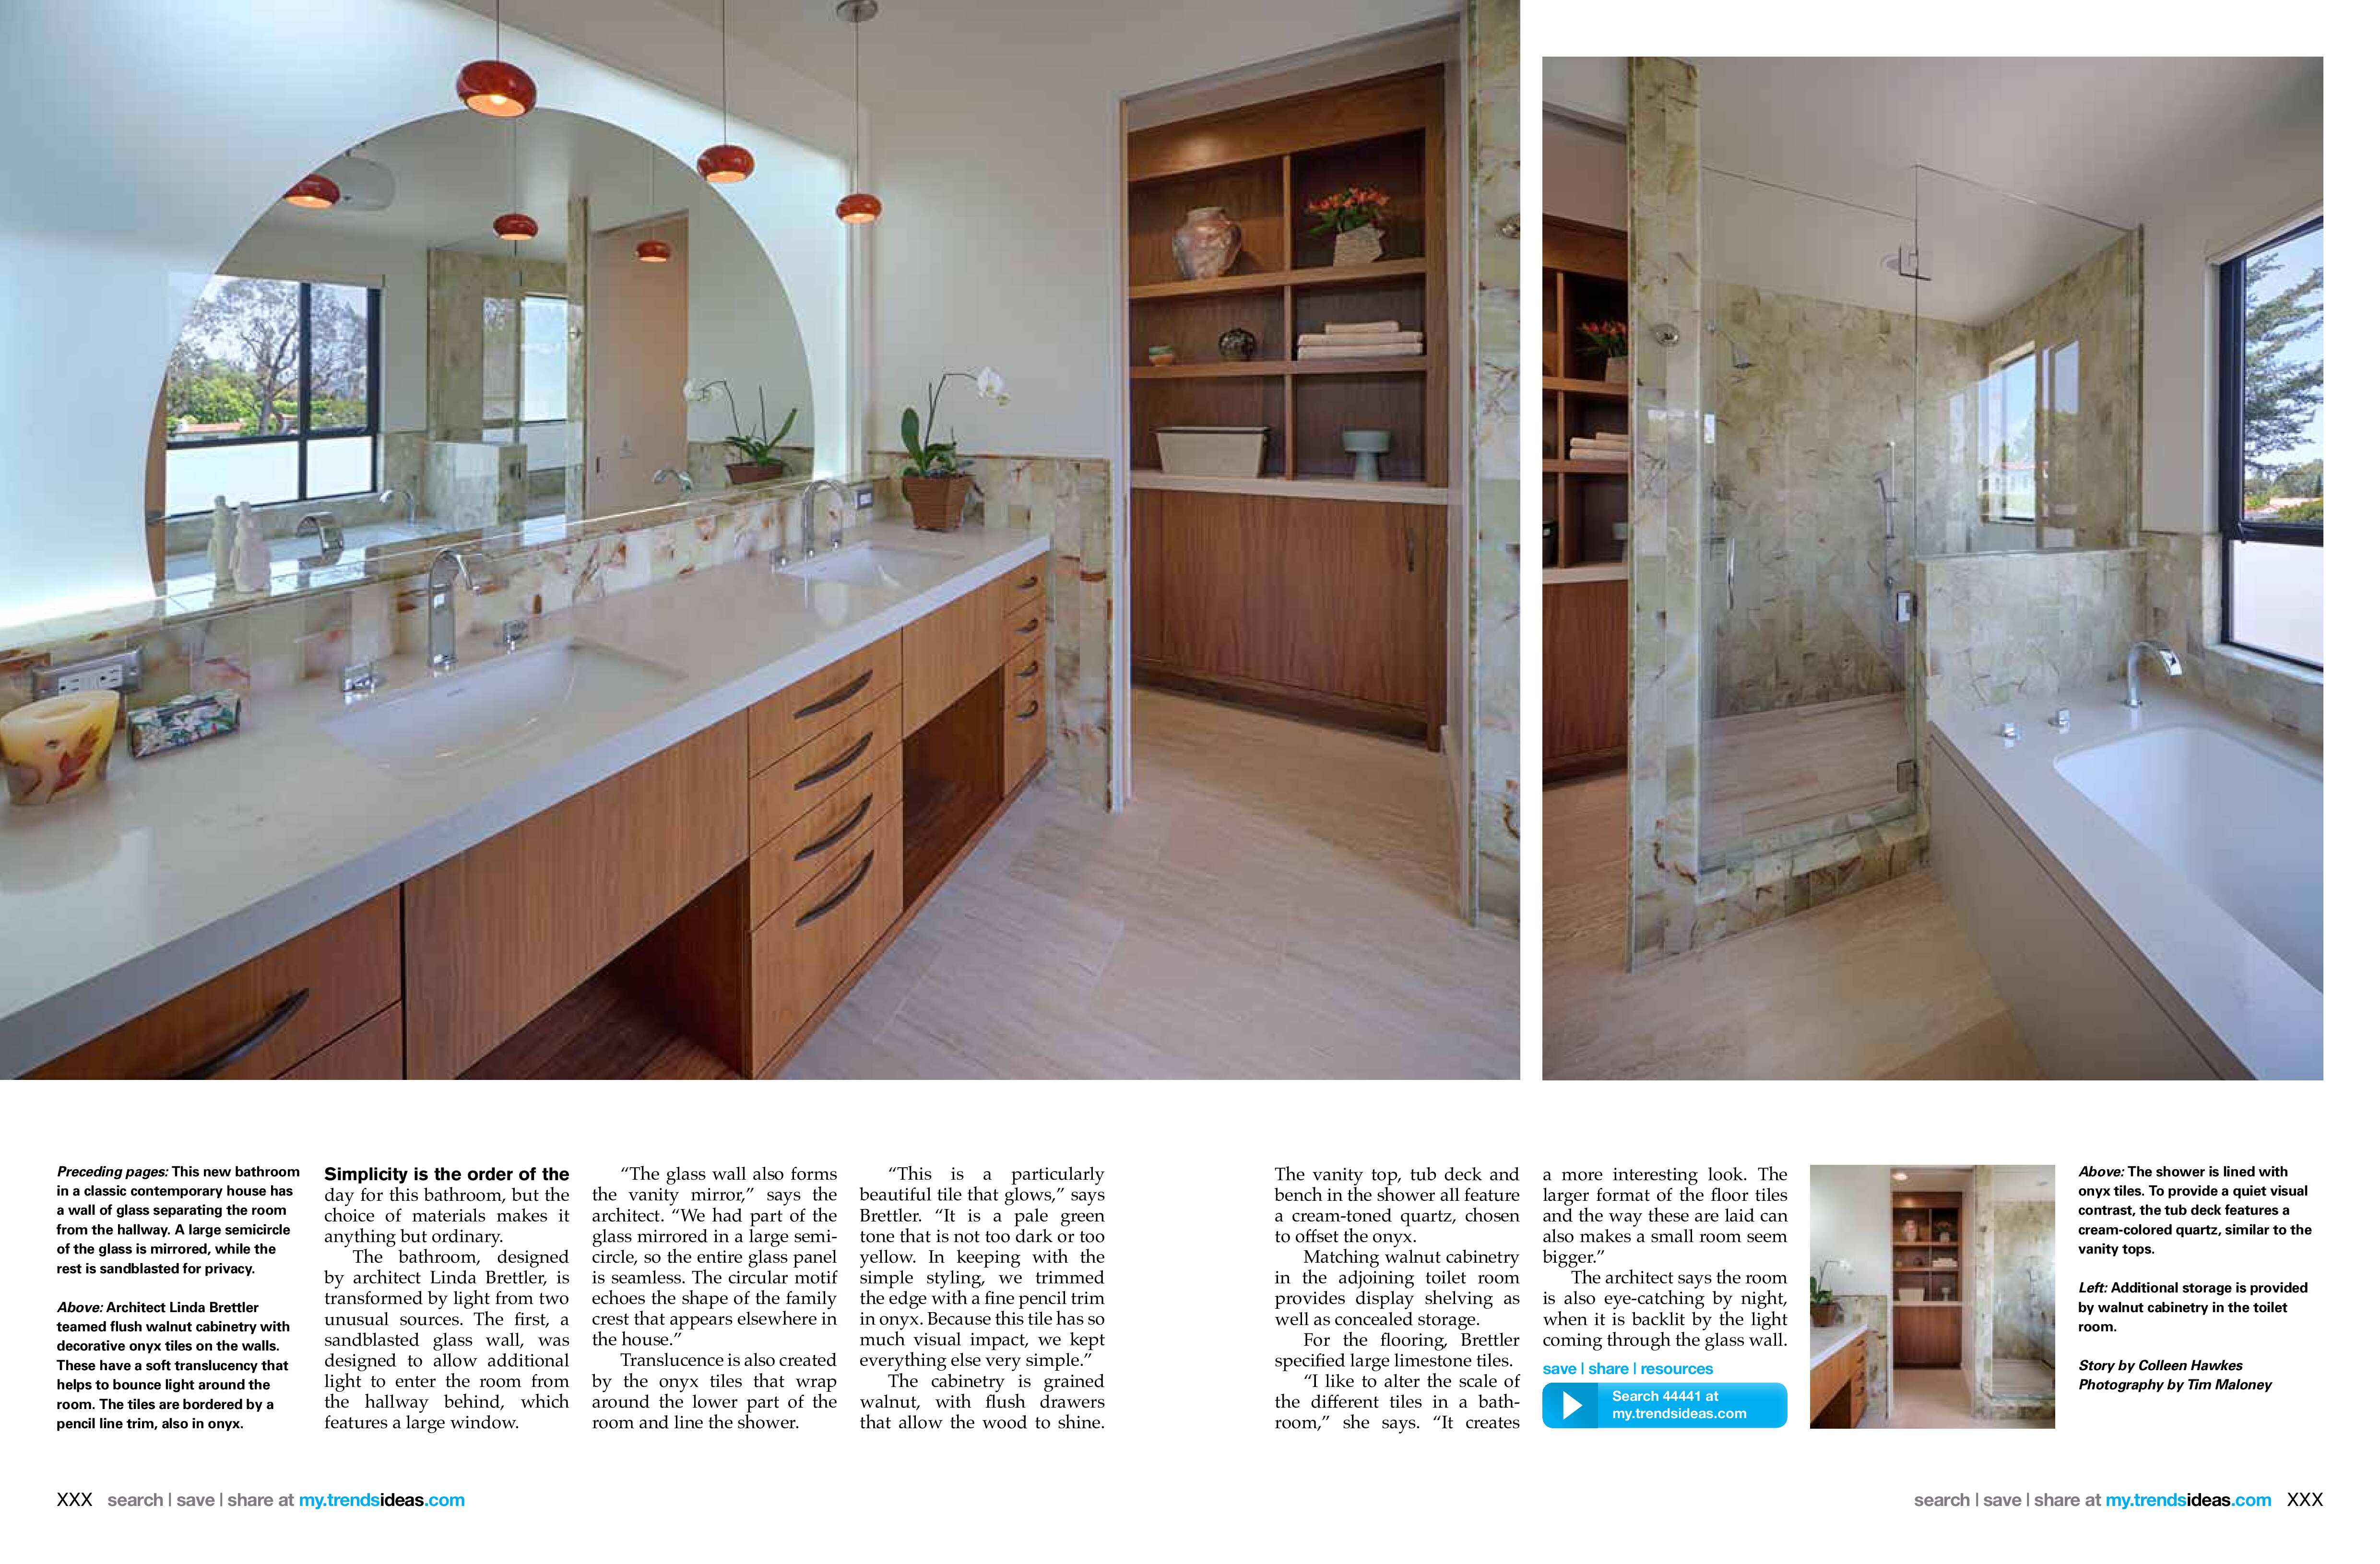 Preceding pages: This new bathroom
in a classic contemporary house has
a wall of glass separating the room
from the hallway. A large semicircle
of the glass is mirrored, while the
rest is sandblasted for privacy.
Above: Architect Linda Brettler
teamed flush walnut cabinetry with
decorative onyx tiles on the walls.
These have a soft translucency that
helps to bounce light around the
room. The tiles are bordered by a
pencil line trim, also in onyx.
Simplicity is the order of the
day for this bathroom, but the
choice of materials makes it
anything but ordinary.
The bathroom, designed
by architect Linda Brettler, is
transformed by light from two
unusual sources. The first, a
sandblasted glass wall, was
designed to allow additional
light to enter the room from
the hallway behind, which
features a large window.
“The glass wall also forms
the vanity mirror,” says the
architect. “We had part of the
glass mirrored in a large semi-
circle, so the entire glass panel
is seamless. The circular motif
echoes the shape of the family
crest that appears elsewhere in
the house.”
Translucence is also created
by the onyx tiles that wrap
around the lower part of the
room and line the shower.
“This is a particularly
beautiful tile that glows,” says
Brettler. “It is a pale green
tone that is not too dark or too
yellow. In keeping with the
simple styling, we trimmed
the edge with a fine pencil trim
in onyx. Because this tile has so
much visual impact, we kept
everything else very simple.”
The cabinetry is grained
walnut, with flush drawers
that allow the wood to shine.
The vanity top, tub deck and
bench in the shower all feature
a cream-toned quartz, chosen
to offset the onyx.
Matching walnut cabinetry
in the adjoining toilet room
provides display shelving as
well as concealed storage.
For the flooring, Brettler
specified large limestone tiles.
“I like to alter the scale of
the different tiles in a bath-
room,” she says. “It creates
a more interesting look. The
larger format of the floor tiles
and the way these are laid can
also makes a small room seem
bigger.”
The architect says the room
is also eye-catching by night,
when it is backlit by the light
coming through the glass wall.
save | share | resources
Search 44441 at
my.trendsideas.com
Above: The shower is lined with
onyx tiles. To provide a quiet visual
contrast, the tub deck features a
cream-colored quartz, similar to the
vanity tops.
Left: Additional storage is provided
by walnut cabinetry in the toilet
room.
Story by Colleen Hawkes
Photography by Tim Maloney
XXX search | save | share at my.trendsideas.com
search | save | share at my.trendsideas.com XXX